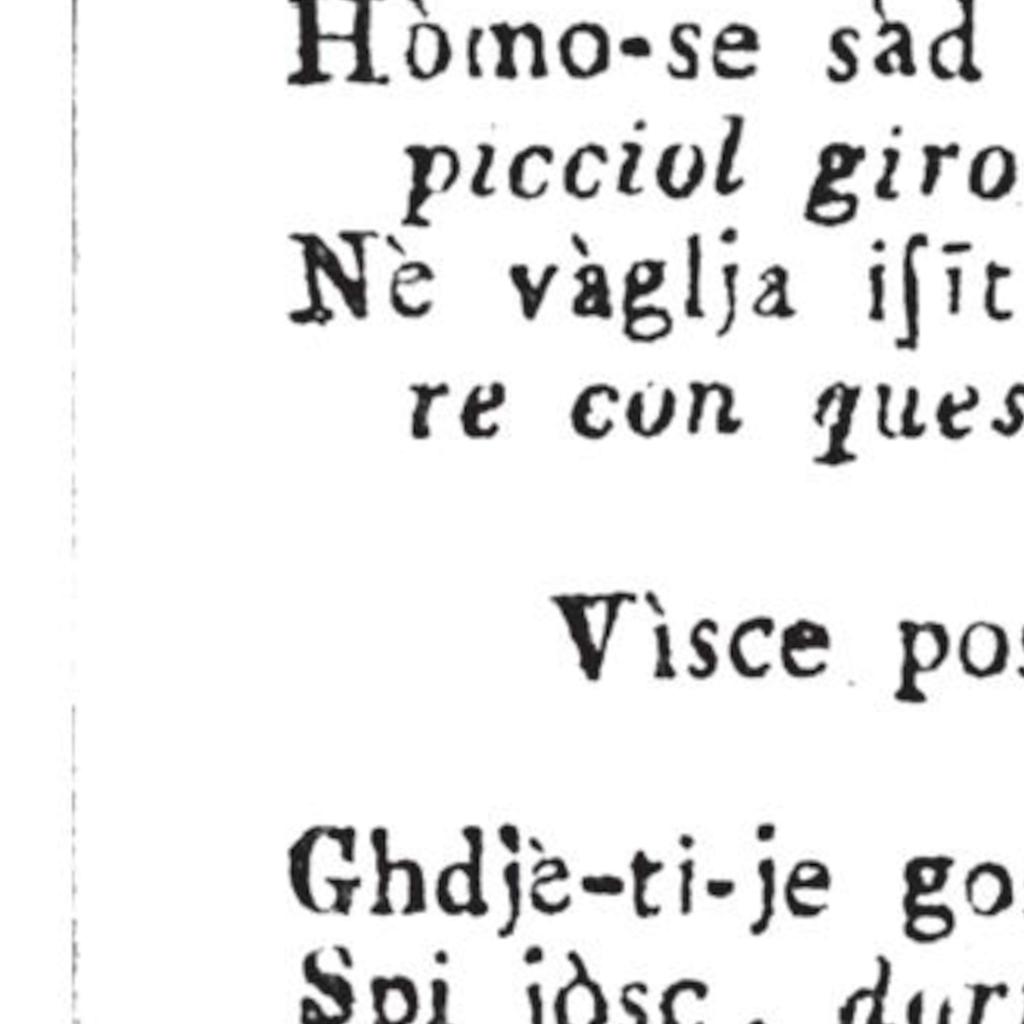 Hòmo-se sàd
picciol giro
Nè vàglja iſīt
re con ques
Vìsce pos
Ghdjè-ti-je go
Spi jòsc, duri